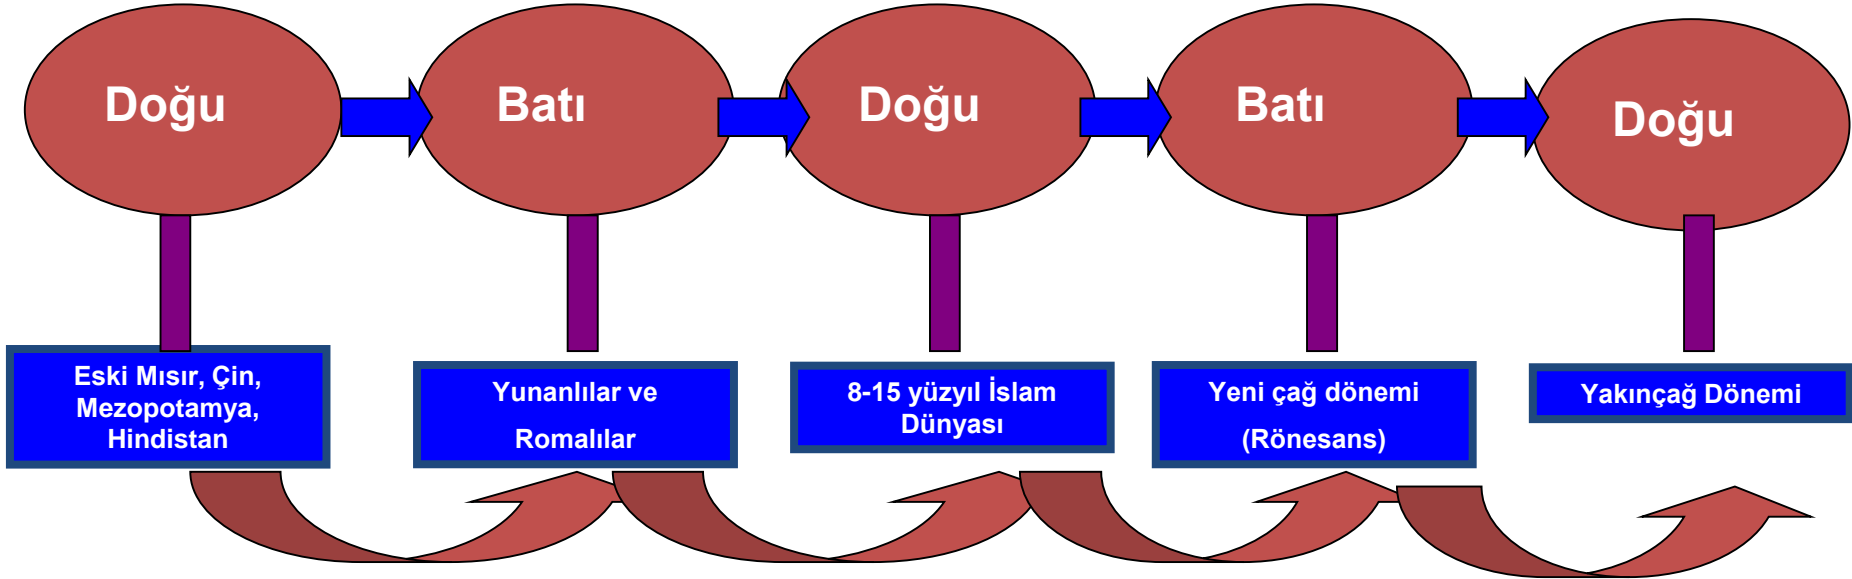 Doğu
Batı
Doğu
Batı
Doğu
Eski Mısır, Çin,
Mezopotamya,
Hindistan
Yunanlılar ve
Romalılar
8-15 yüzyıl İslam
Dünyası
Yeni çağ dönemi
(Rönesans)
Yakınçağ Dönemi